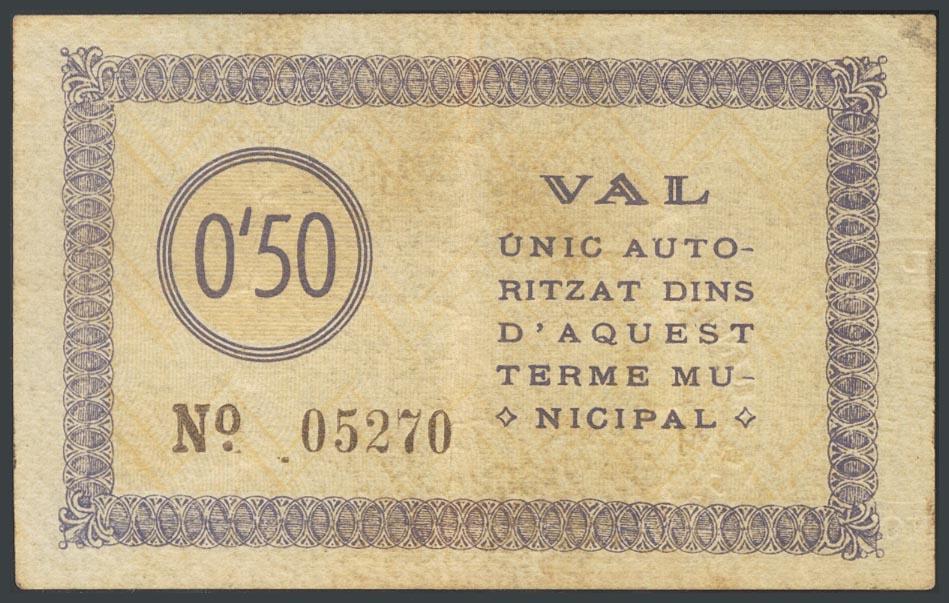 0'50
Nº. 05270
VAL
ÚNIC AUTO-
RITZAT DINS
D'AQUEST
TERME MU-
NICIPAL